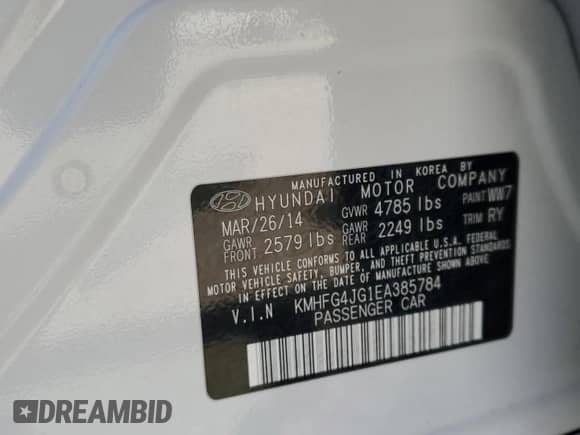 MANUFACTURED IN KOREA BY
HYUNDAI MOTOR COMPANY
MAR/26/14 GVWR 4785 lbs PAINT WW7
GAWR FRONT 2579 lbs GAWR REAR 2249 lbs TRIM RY
THIS VEHICLE CONFORMS TO ALL APPLICABLE U.S.A. FEDERAL
MOTOR VEHICLE SAFETY, BUMPER, AND THEFT PREVENTION STANDARDS
IN EFFECT ON THE DATE OF MANUFACTURE SHOWN ABOVE.
V.I.N KMHFG4JG1EA385784
PASSENGER CAR
DREAMBID